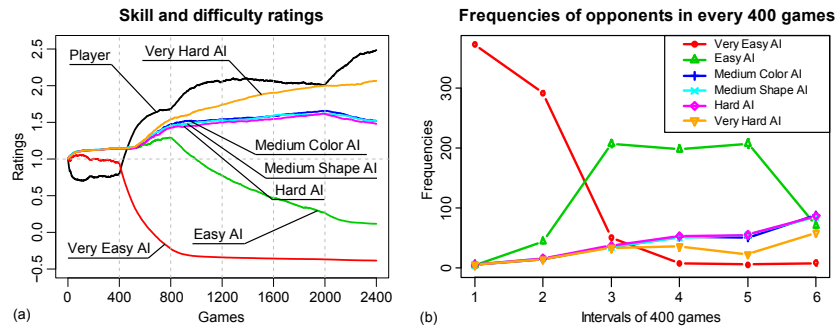 Skill and difficulty ratings
Ratings
2.5
2.0
1.5
1.0
0.5
0.0
−0.5
Player
Very Hard AI
Medium Color AI
Medium Shape AI
Hard AI
Easy AI
Very Easy AI
0 400 800 1200 1600 2000 2400
Games
(a)
Frequencies of opponents in every 400 games
Frequencies
300
200
100
0
Very Easy AI
Easy AI
Medium Color AI
Medium Shape AI
Hard AI
Very Hard AI
1 2 3 4 5 6
Intervals of 400 games
(b)